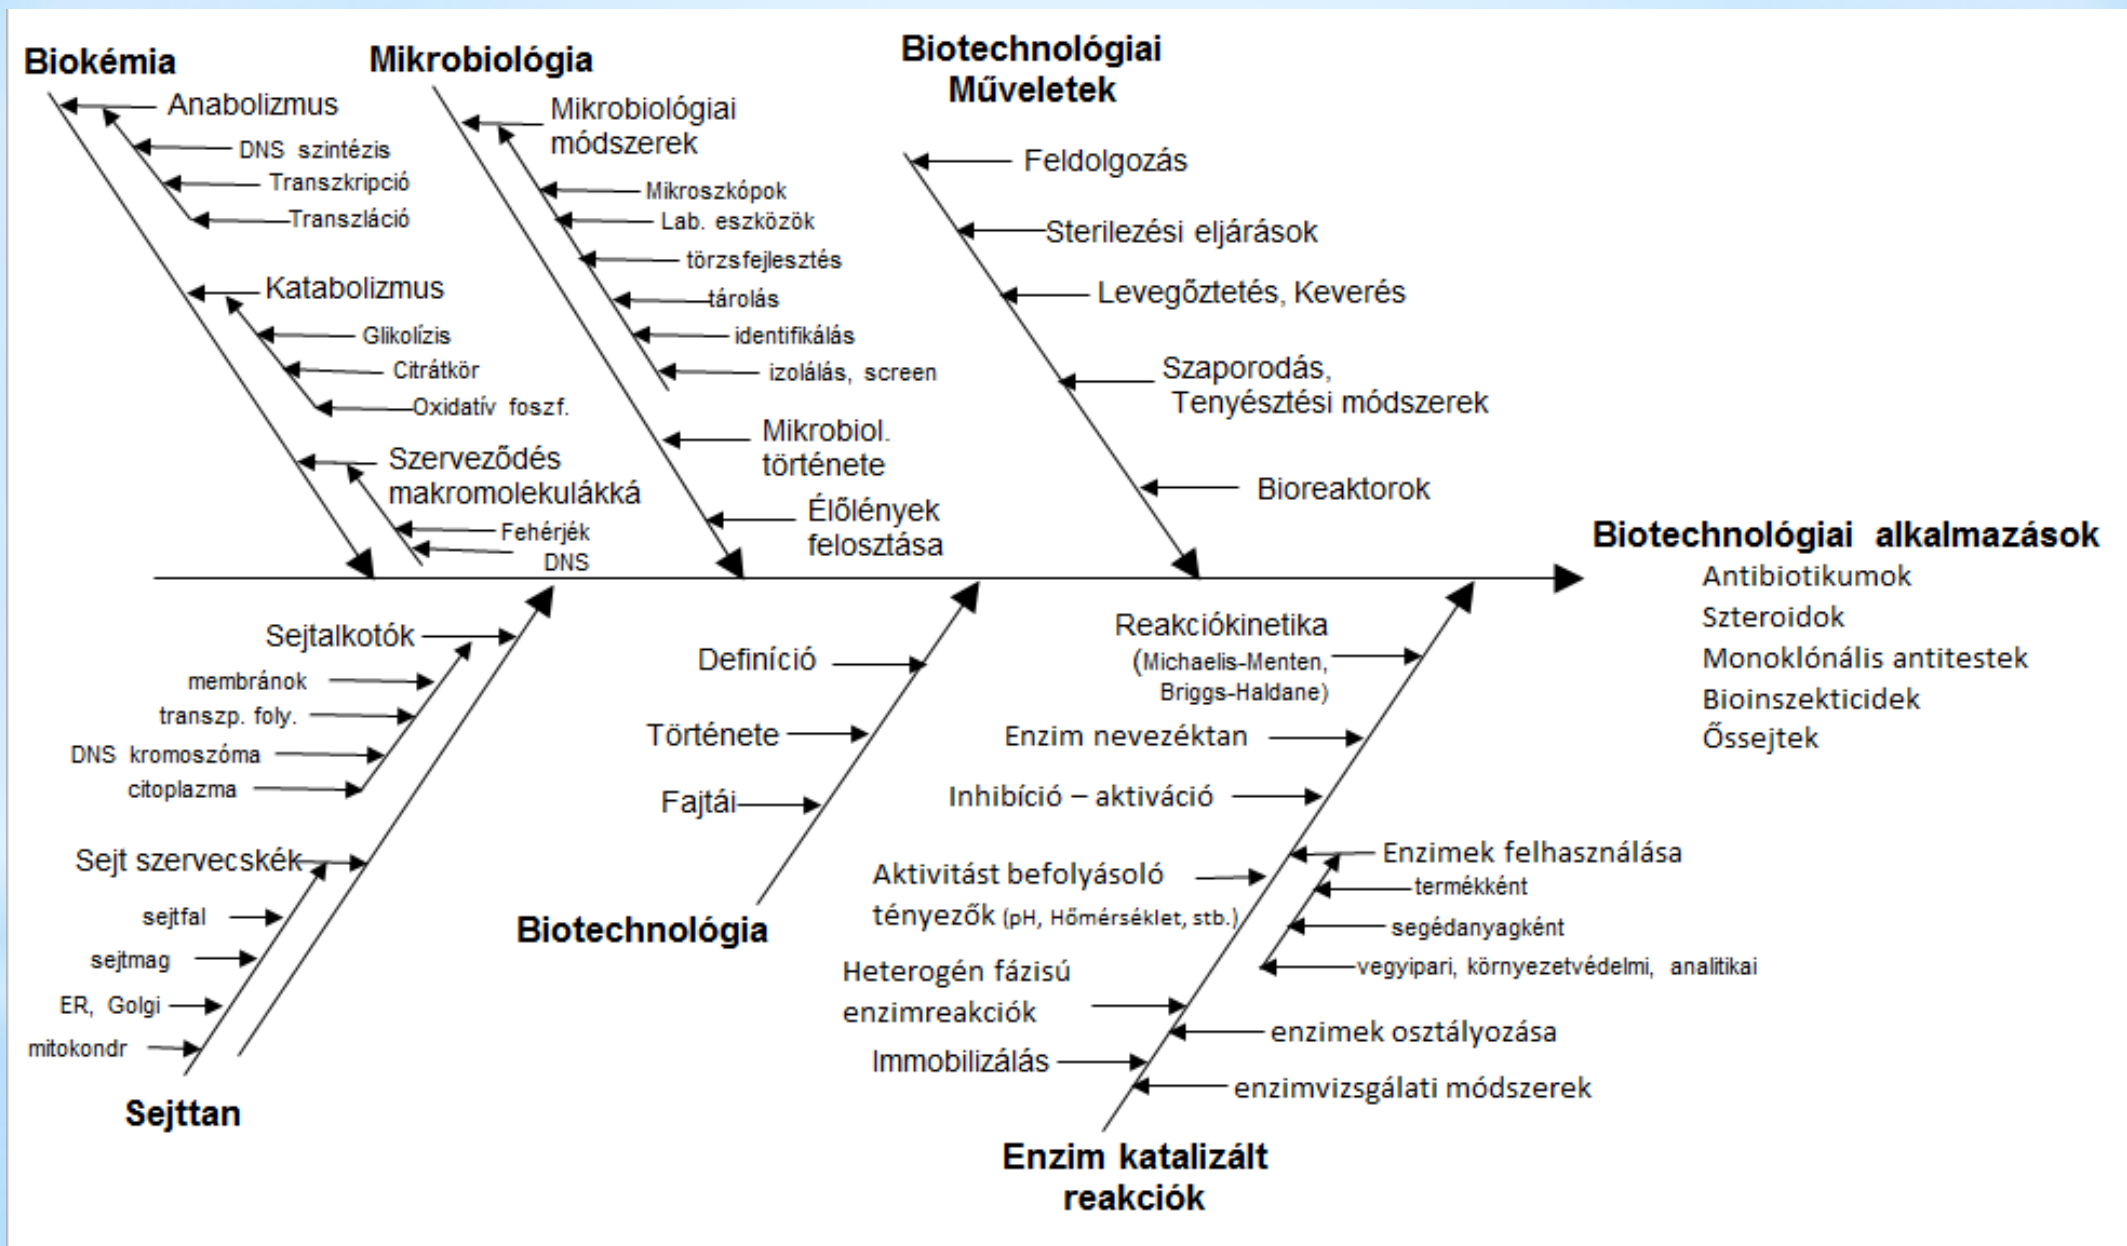 Biokémia
Anabolizmus
DNS szintézis
Transzkripció
Transzláció
Katabolizmus
Glikolízis
Citrátkör
Oxidatív foszf.
Szerveződés
makromolekulákká
Fehérjék
DNS
Mikrobiológia
Mikrobiológiai
módszerek
Mikroszkópok
Lab. eszközök
törzsfejlesztés
tárolás
identifikálás
izolálás, screen
Mikrobiol.
története
Élőlények
felosztása
Biotechnológiai
Műveletek
Feldolgozás
Sterilezési eljárások
Levegőztetés, Keverés
Szaporodás,
Tenyésztési módszerek
Bioreaktorok
Biotechnológiai alkalmazások
Antibiotikumok
Szteroidok
Monoklónális antitestek
Bioinszekticidek
Őssejtek
Sejtalkotók
membránok
transzp. foly.
DNS kromoszóma
citoplazma
Sejt szervecskék
sejtfal
sejtmag
ER, Golgi
mitokondr
Sejttan
Definíció
Története
Fajtái
Biotechnológia
Reakciókinetika
(Michaelis-Menten,
Briggs-Haldane)
Enzim nevezéktan
Inhibíció – aktiváció
Enzimek felhasználása
termékként
segédanyagként
vegyipari, környezetvédelmi, analitikai
Aktivitást befolyásoló
tényezők (pH, Hőmérséklet, stb.)
Heterogén fázisú
enzimreakciók
enzimek osztályozása
Immobilizálás
enzimvizsgálati módszerek
Enzim katalizált
reakciók